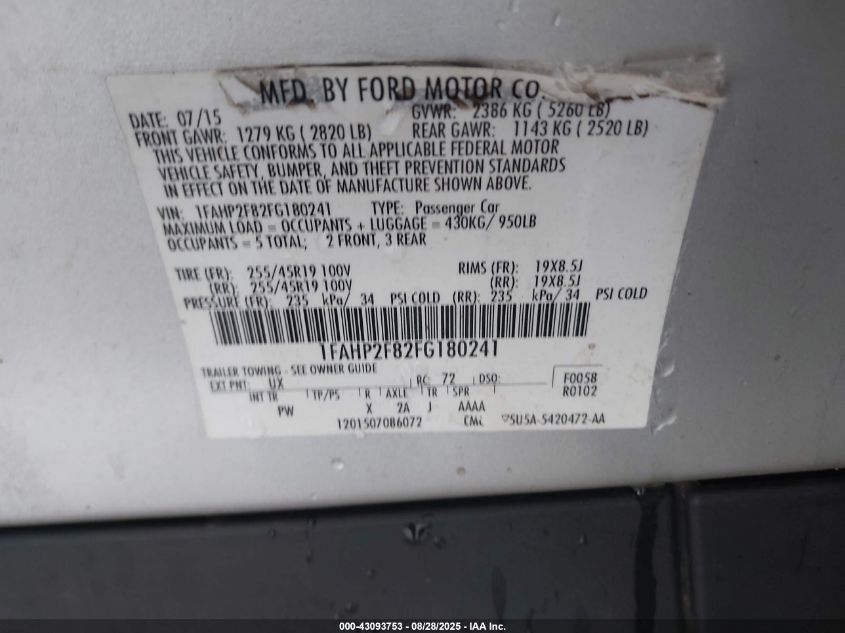 MFD. BY FORD MOTOR CO.
DATE: 07/15 GVWR: 2386 KG ( 5260 LB)
FRONT GAWR: 1279 KG ( 2820 LB) REAR GAWR: 1143 KG ( 2520 LB)
THIS VEHICLE CONFORMS TO ALL APPLICABLE FEDERAL MOTOR
VEHICLE SAFETY, BUMPER, AND THEFT PREVENTION STANDARDS
IN EFFECT ON THE DATE OF MANUFACTURE SHOWN ABOVE.
VIN: 1FAHP2F82FG180241 TYPE: Passenger Car
MAXIMUM LOAD = OCCUPANTS + LUGGAGE = 430KG/ 950LB
OCCUPANTS = 5 TOTAL; 2 FRONT, 3 REAR
TIRE (FR): 255/45R19 100V RIMS (FR): 19X8.5J
(RR): 255/45R19 100V (RR): 19X8.5J
PRESSURE (FR): 235 kPa/ 34 PSI COLD (RR): 235 kPa/ 34 PSI COLD
1FAHP2F82FG180241
TRAILER TOWING - SEE OWNER GUIDE
EXT PNT: UX RC: 72 DSO: F0058
INT TR TP/PS R AXLE TR SPR R0102
PW X 2A J AAAA
1201507086072 5U5A-5420472-AA
000-43093753 - 08/28/2025 - IAA Inc.